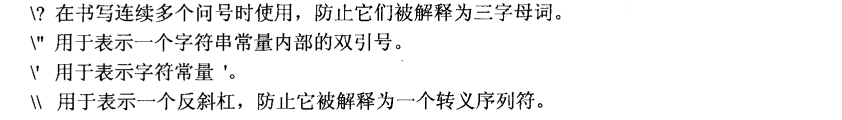 \? 在书写连续多个问号时使用，防止它们被解释为三字母词。
\" 用于表示一个字符串常量内部的双引号。
\' 用于表示字符常量 '。
\\ 用于表示一个反斜杠，防止它被解释为一个转义序列符。